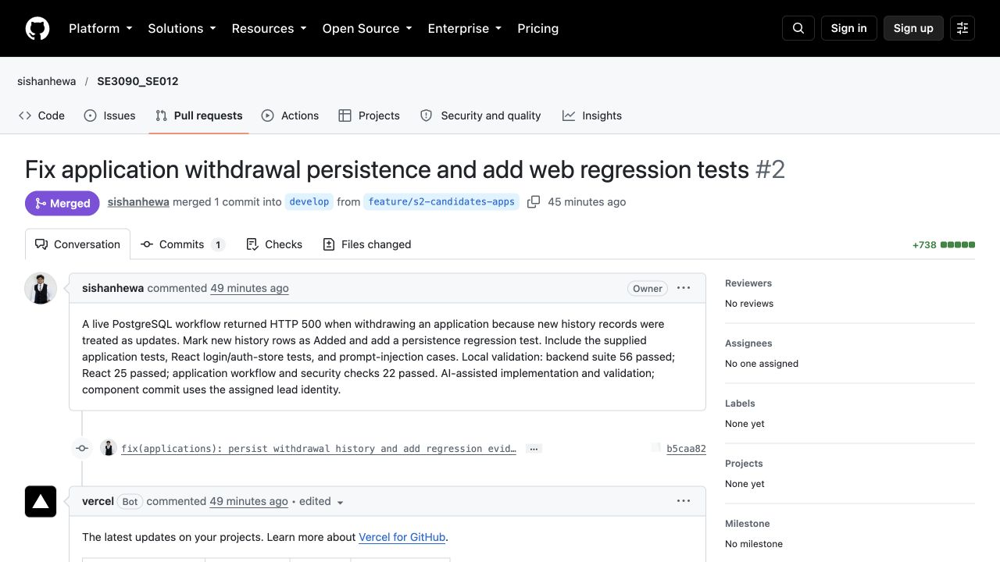 Platform Solutions Resources Open Source Enterprise Pricing Sign in Sign up
sishanhewa / SE3090_SE012
Code Issues Pull requests Actions Projects Security and quality Insights
Fix application withdrawal persistence and add web regression tests #2
Merged sishanhewa merged 1 commit into develop from feature/s2-candidates-apps 45 minutes ago
Conversation Commits 1 Checks Files changed +738
sishanhewa commented 49 minutes ago Owner
A live PostgreSQL workflow returned HTTP 500 when withdrawing an application because new history records were
treated as updates. Mark new history rows as Added and add a persistence regression test. Include the supplied
application tests, React login/auth-store tests, and prompt-injection cases. Local validation: backend suite 56 passed;
React 25 passed; application workflow and security checks 22 passed. AI-assisted implementation and validation;
component commit uses the assigned lead identity.
fix(applications): persist withdrawal history and add regression evid… … b5caa82
vercel Bot commented 49 minutes ago • edited
The latest updates on your projects. Learn more about Vercel for GitHub.
Reviewers
No reviews
Assignees
No one assigned
Labels
None yet
Projects
None yet
Milestone
No milestone